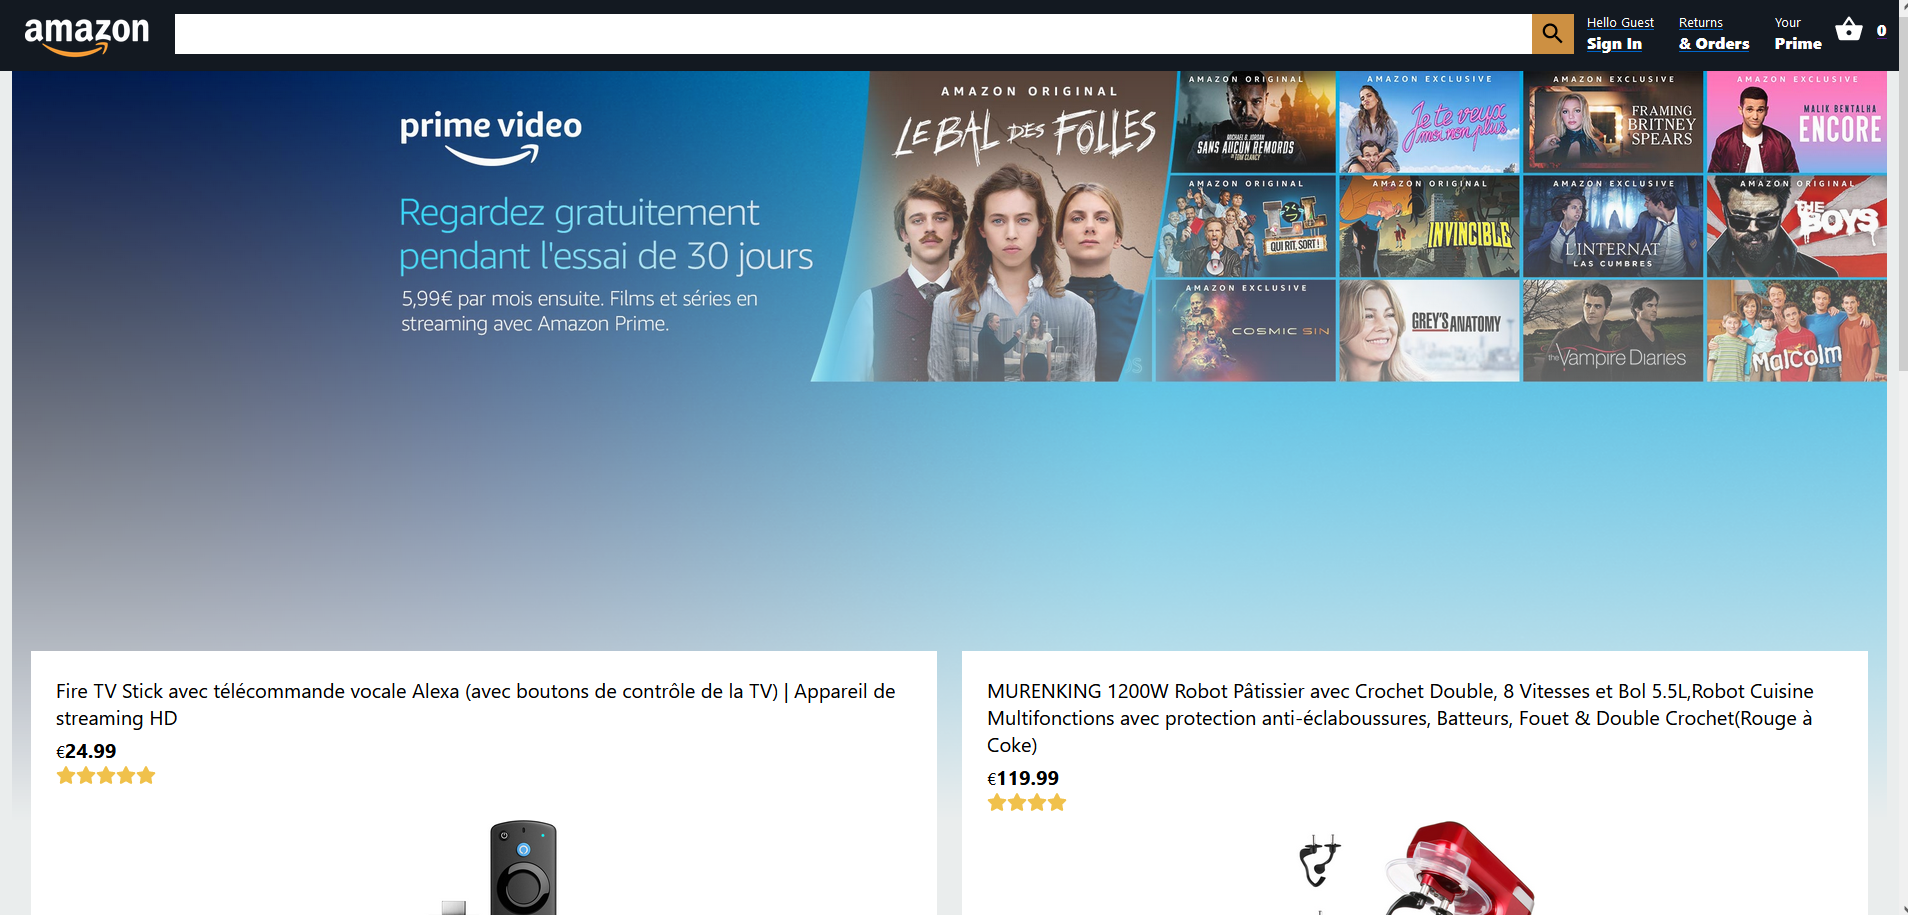 amazon
Hello Guest
Sign In
Returns
& Orders
Your
Prime
0
prime video
Regardez gratuitement
pendant l'essai de 30 jours
5,99€ par mois ensuite. Films et séries en
streaming avec Amazon Prime.
AMAZON ORIGINAL
LE BAL DES FOLLES
AMAZON ORIGINAL
MICHAEL B. JORDAN
SANS AUCUN REMORDS
DE TOM CLANCY
AMAZON EXCLUSIVE
Je te veux
moi non plus
AMAZON EXCLUSIVE
FRAMING
BRITNEY
SPEARS
AMAZON EXCLUSIVE
MALIK BENTALHA
ENCORE
AMAZON ORIGINAL
LOL
QUI RIT, SORT !
AMAZON ORIGINAL
INVINCIBLE
AMAZON EXCLUSIVE
L'INTERNAT
LAS CUMBRES
AMAZON ORIGINAL
THE
BOYS
AMAZON EXCLUSIVE
COSMIC SIN
GREY'S ANATOMY
the Vampire Diaries
Malcolm
Fire TV Stick avec télécommande vocale Alexa (avec boutons de contrôle de la TV) | Appareil de
streaming HD
€24.99
MURENKING 1200W Robot Pâtissier avec Crochet Double, 8 Vitesses et Bol 5.5L,Robot Cuisine
Multifonctions avec protection anti-éclaboussures, Batteurs, Fouet & Double Crochet(Rouge à
Coke)
€119.99